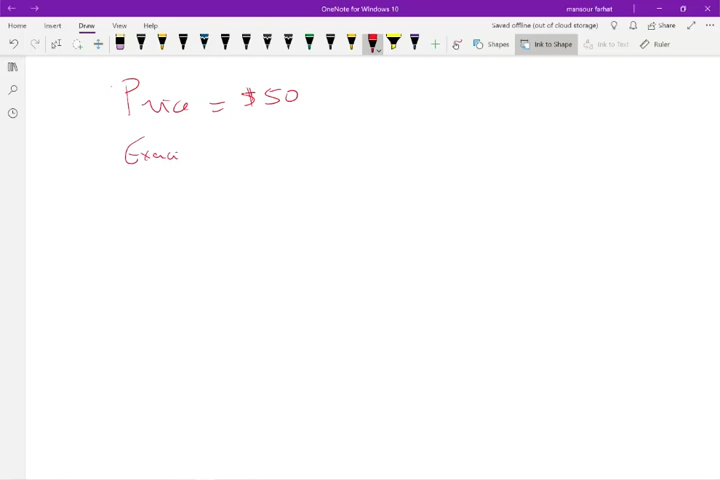 OneNote for Windows 10
mansour farhat
Home Insert Draw View Help
Saved offline (out of cloud storage) Share
Shapes Ink to Shape Ink to Text Ruler
Price = $50
Exerci